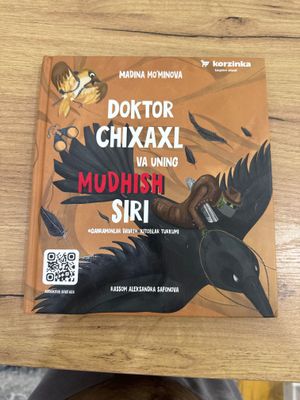 korzinka
MADINA MO'MINOVA
DOKTOR
CHIXAXL
VA UNING
MUDHISH
SIRI
RASSOM ALEKSANDRA SAFONOVA